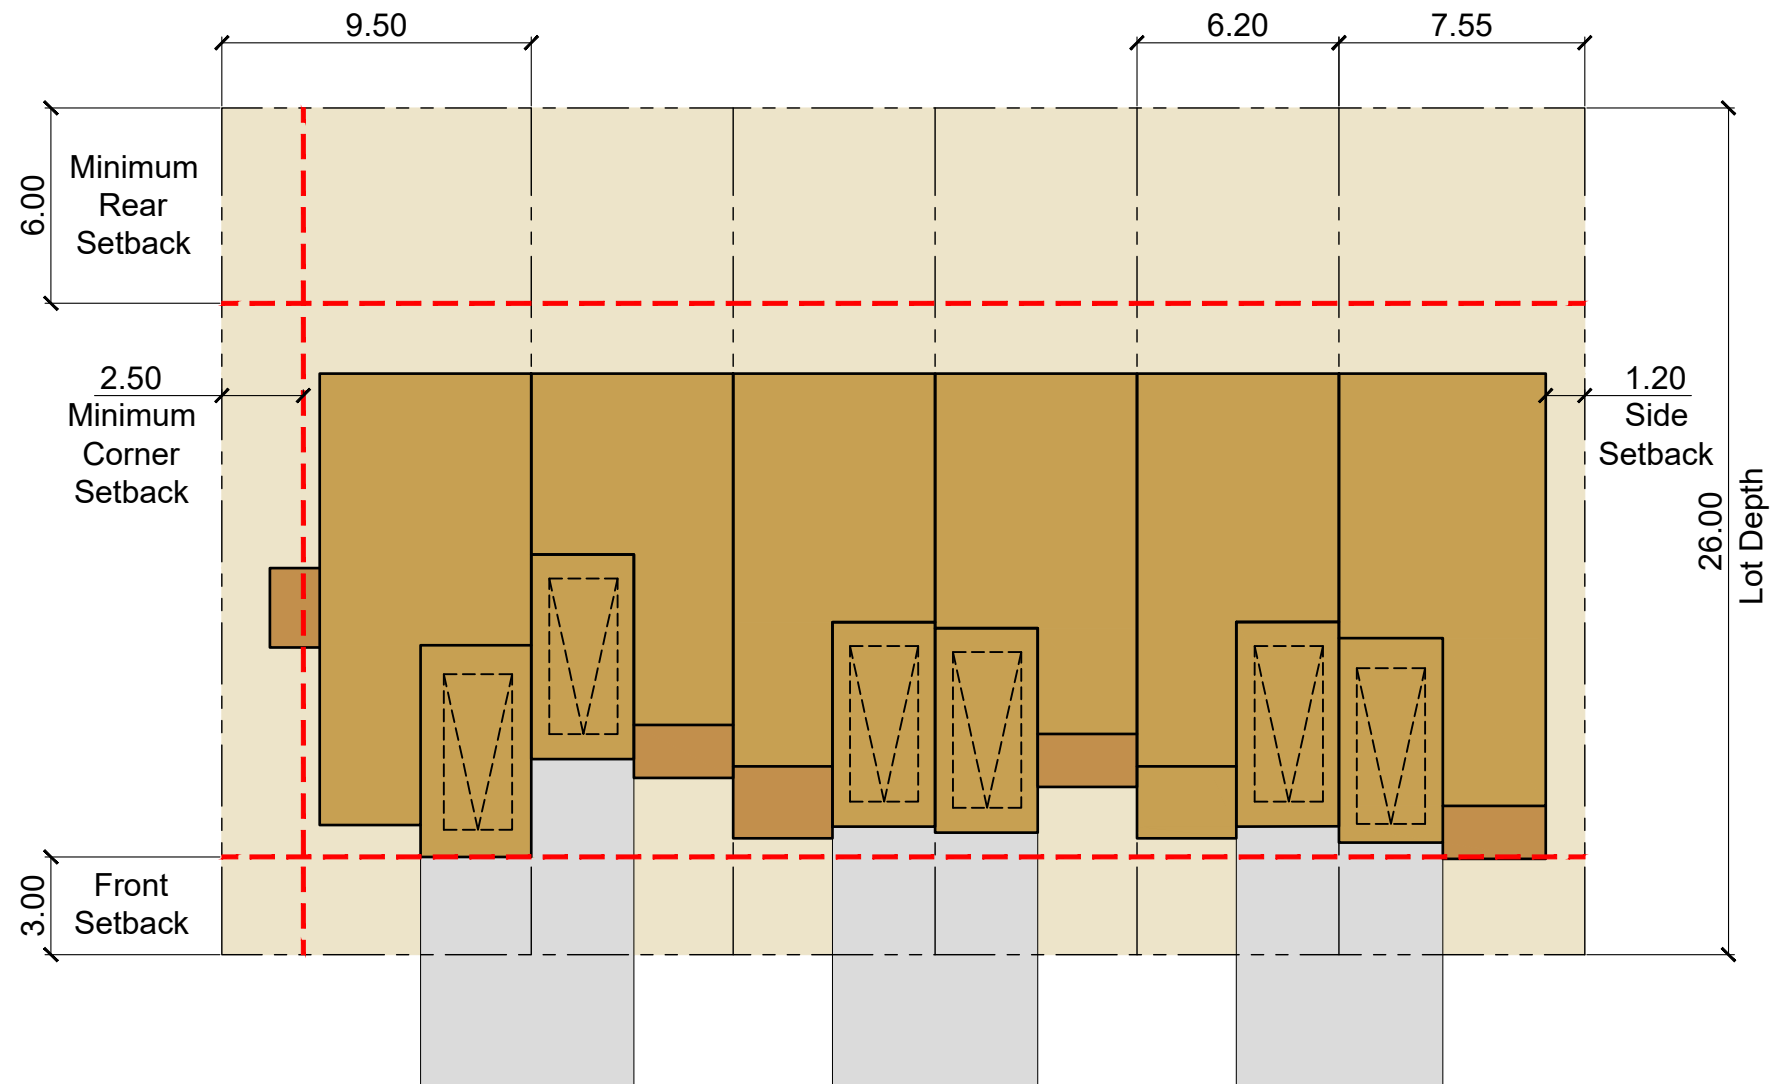 9.50
6.20
7.55
6.00
Minimum
Rear
Setback
2.50
Minimum
Corner
Setback
1.20
Side
Setback
26.00
Lot Depth
3.00
Front
Setback